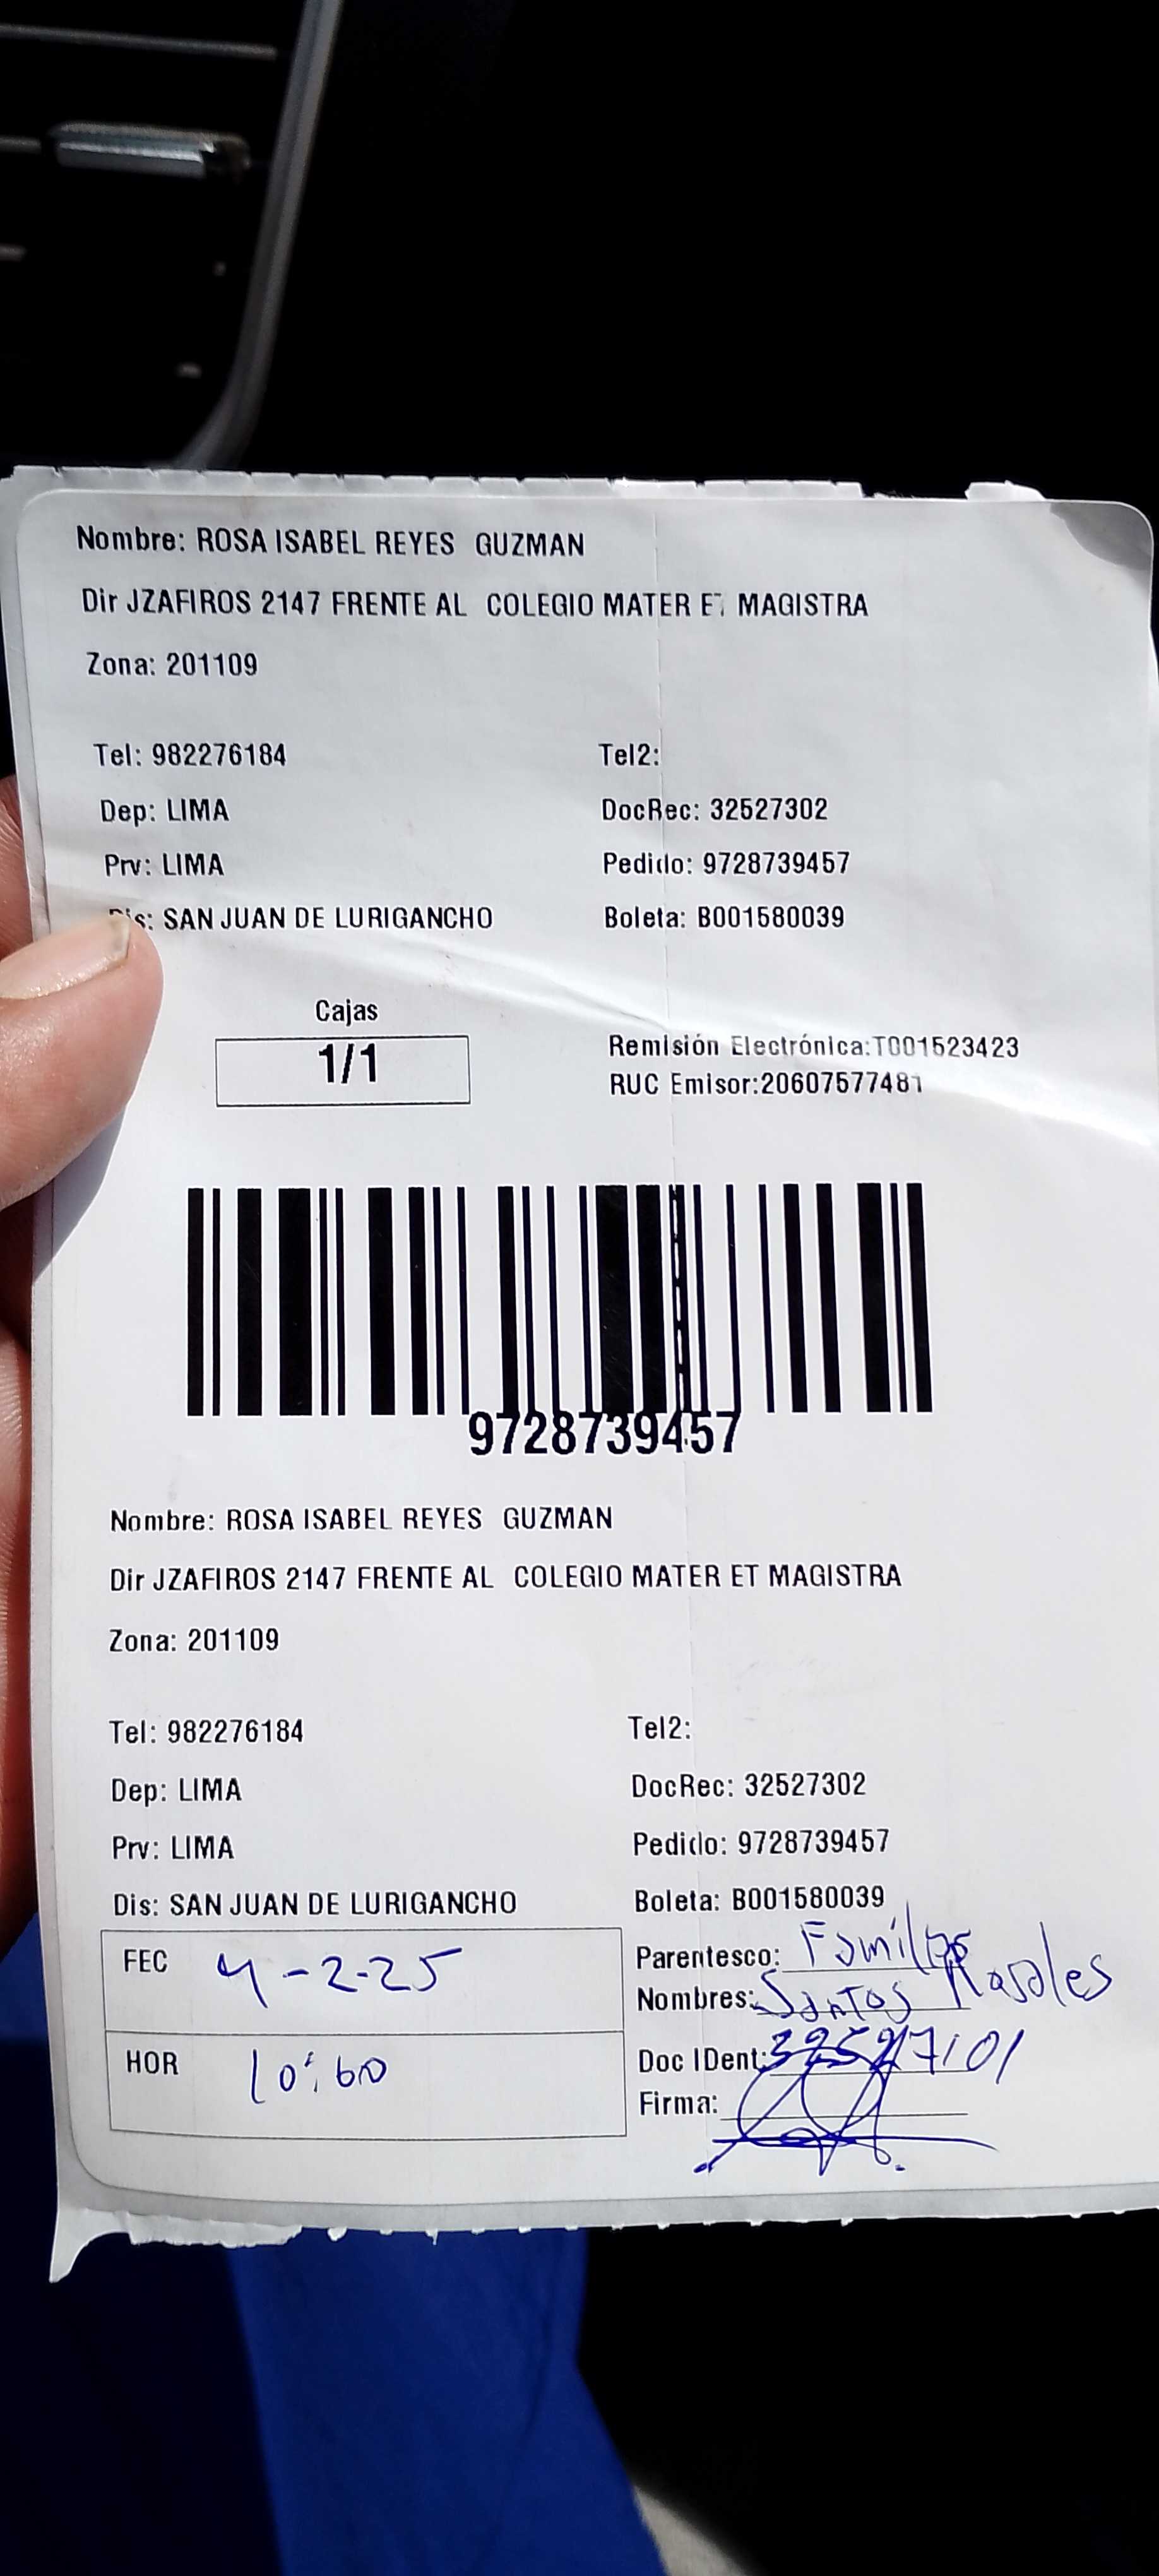 Nombre: ROSA ISABEL REYES GUZMAN
Dir JZAFIROS 2147 FRENTE AL COLEGIO MATER ET MAGISTRA
Zona: 201109
Tel: 982276184 Tel2:
Dep: LIMA DocRec: 32527302
Prv: LIMA Pedido: 9728739457
Dis: SAN JUAN DE LURIGANCHO Boleta: B001580039
Cajas
1/1
Remisión Electrónica:T001523423
RUC Emisor:20607577481
9728739457
Nombre: ROSA ISABEL REYES GUZMAN
Dir JZAFIROS 2147 FRENTE AL COLEGIO MATER ET MAGISTRA
Zona: 201109
Tel: 982276184 Tel2:
Dep: LIMA DocRec: 32527302
Prv: LIMA Pedido: 9728739457
Dis: SAN JUAN DE LURIGANCHO Boleta: B001580039
FEC 4-2-25 Parentesco:
Nombres: Santos Rosales
HOR 10:60 Doc IDent:
Firma: